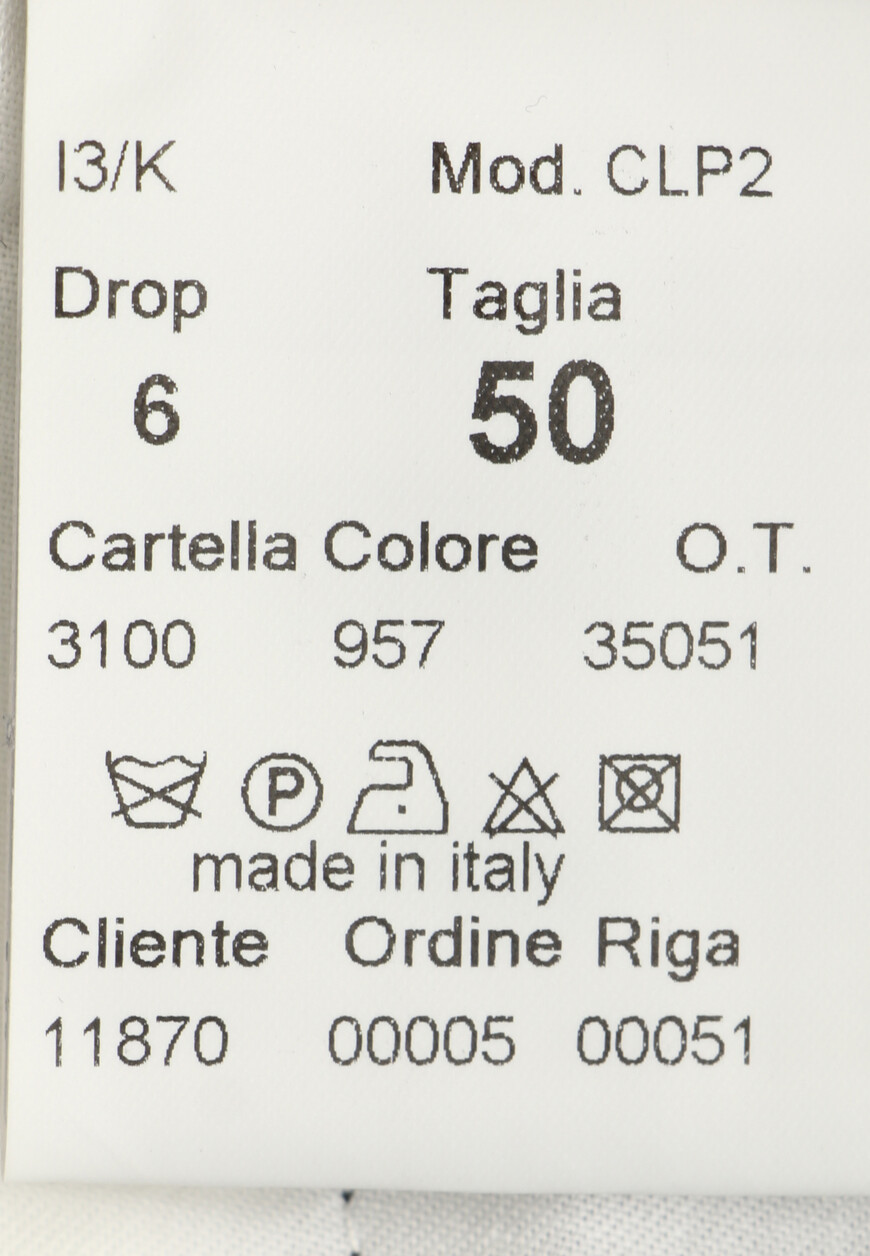 I3/K Mod. CLP2
Drop Taglia
6 50
Cartella Colore O.T.
3100 957 35051
P
made in italy
Cliente Ordine Riga
11870 00005 00051